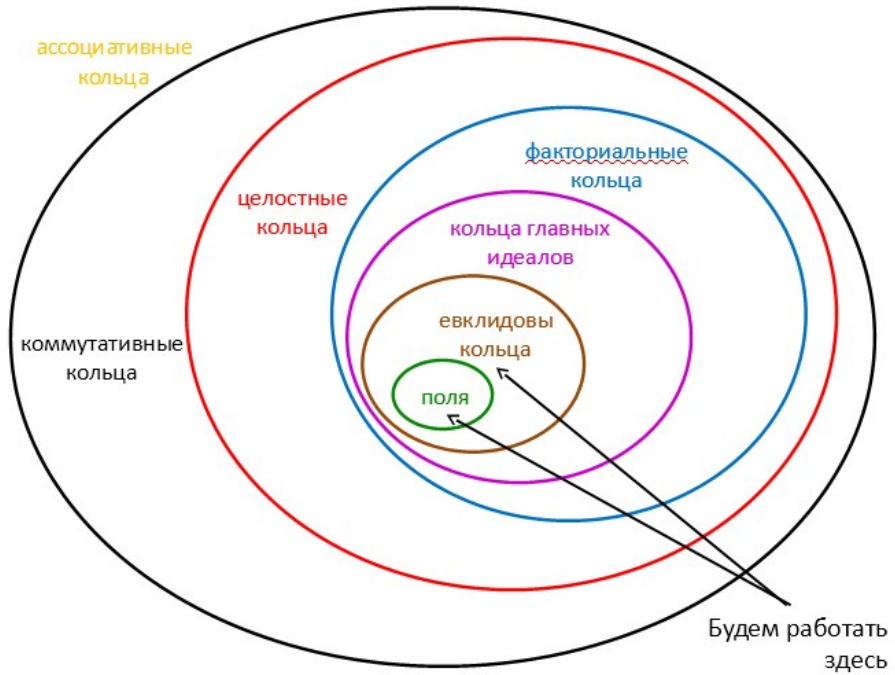 ассоциативные
кольца
факториальные
кольца
целостные
кольца
кольца главных
идеалов
евклидовы
кольца
коммутативные
кольца
поля
Будем работать
здесь